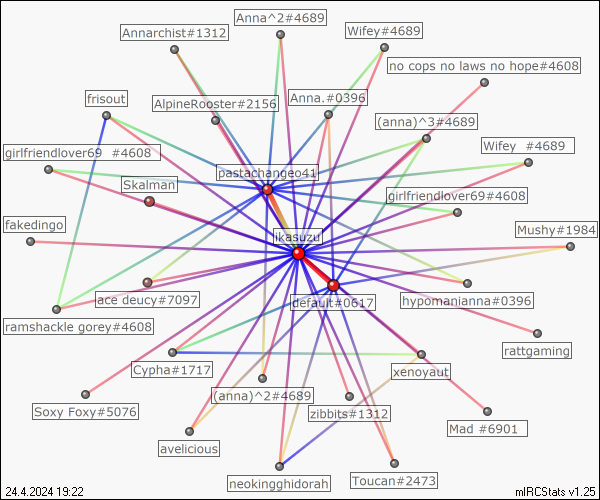 Anna^2#4689
Annarchist#1312
Wifey#4689
no cops no laws no hope#4608
frisout
AlpineRooster#2156
Anna.#0396
(anna)^3#4689
girlfriendlover69 #4608
Wifey _#4689
pastachangeo41
Skalman
girlfriendlover69#4608
fakedingo
likasuzu
Mushy#1984
ace deucy#7097
default#0617
hypomanianna#0396
ramshackle gorey#4608
rattgaming
Cypha#1717
xenoyaut
(anna)^2#4689
Soxy Foxy#5076
zibbits#1312
Mad #6901
avelicious
neokingghidorah
Toucan#2473
24.4.2024 19:22
mIRCStats v1.25